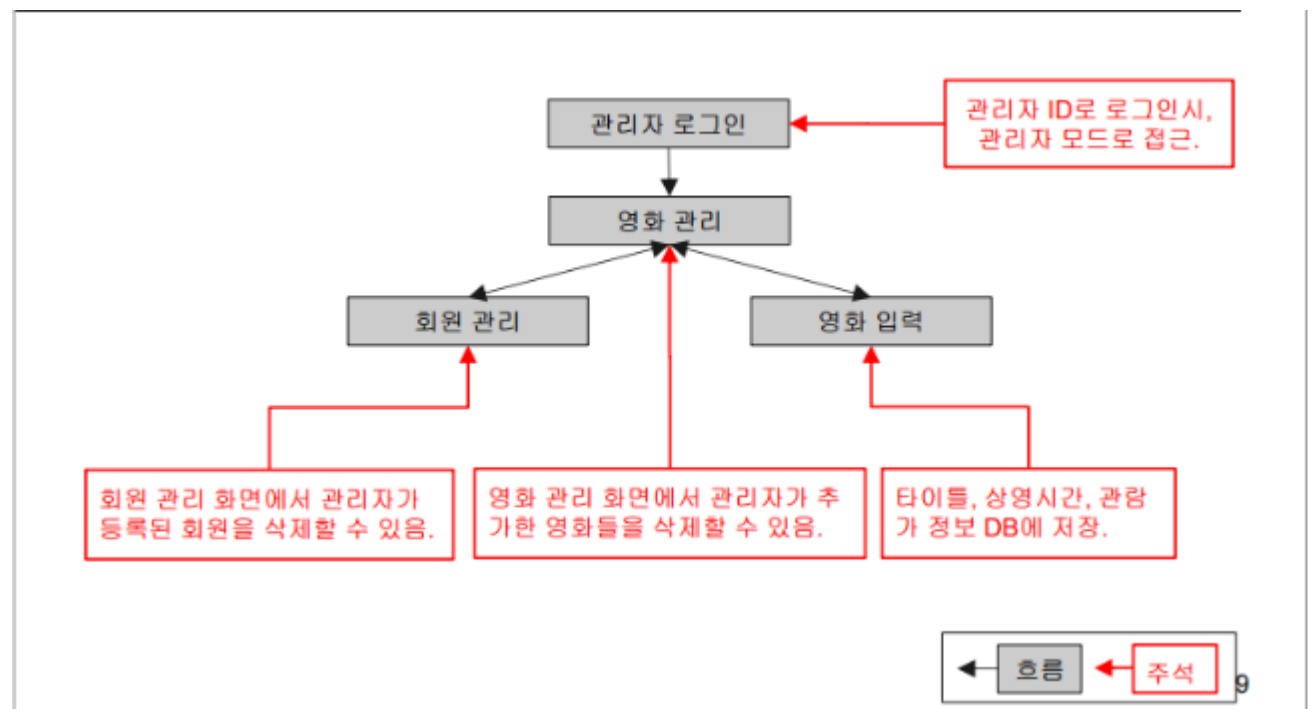 관리자 로그인
관리자 ID로 로그인시,
관리자 모드로 접근.
영화 관리
회원 관리
영화 입력
회원 관리 화면에서 관리자가
등록된 회원을 삭제할 수 있음.
영화 관리 화면에서 관리자가 추
가한 영화들을 삭제할 수 있음.
타이틀, 상영시간, 관람
가 정보 DB에 저장.
흐름
주석
9